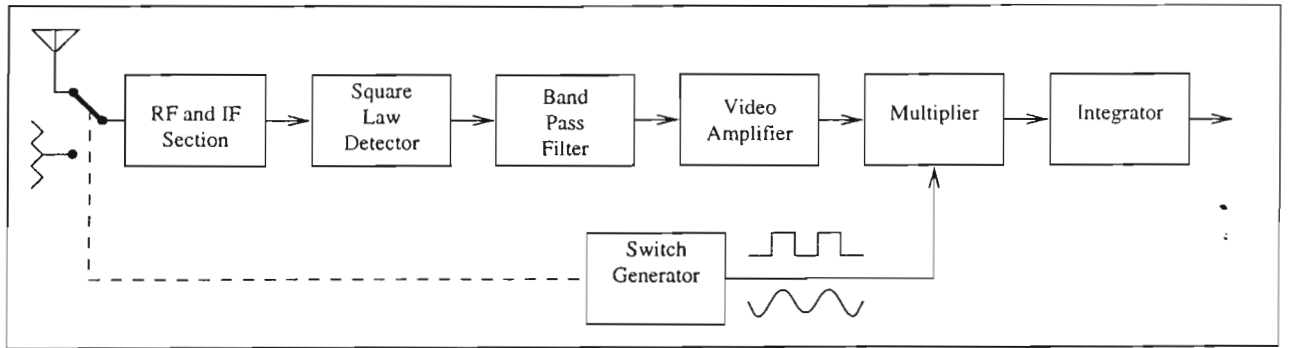 RF and IF
Section
Square
Law
Detector
Band
Pass
Filter
Video
Amplifier
Multiplier
Integrator
Switch
Generator